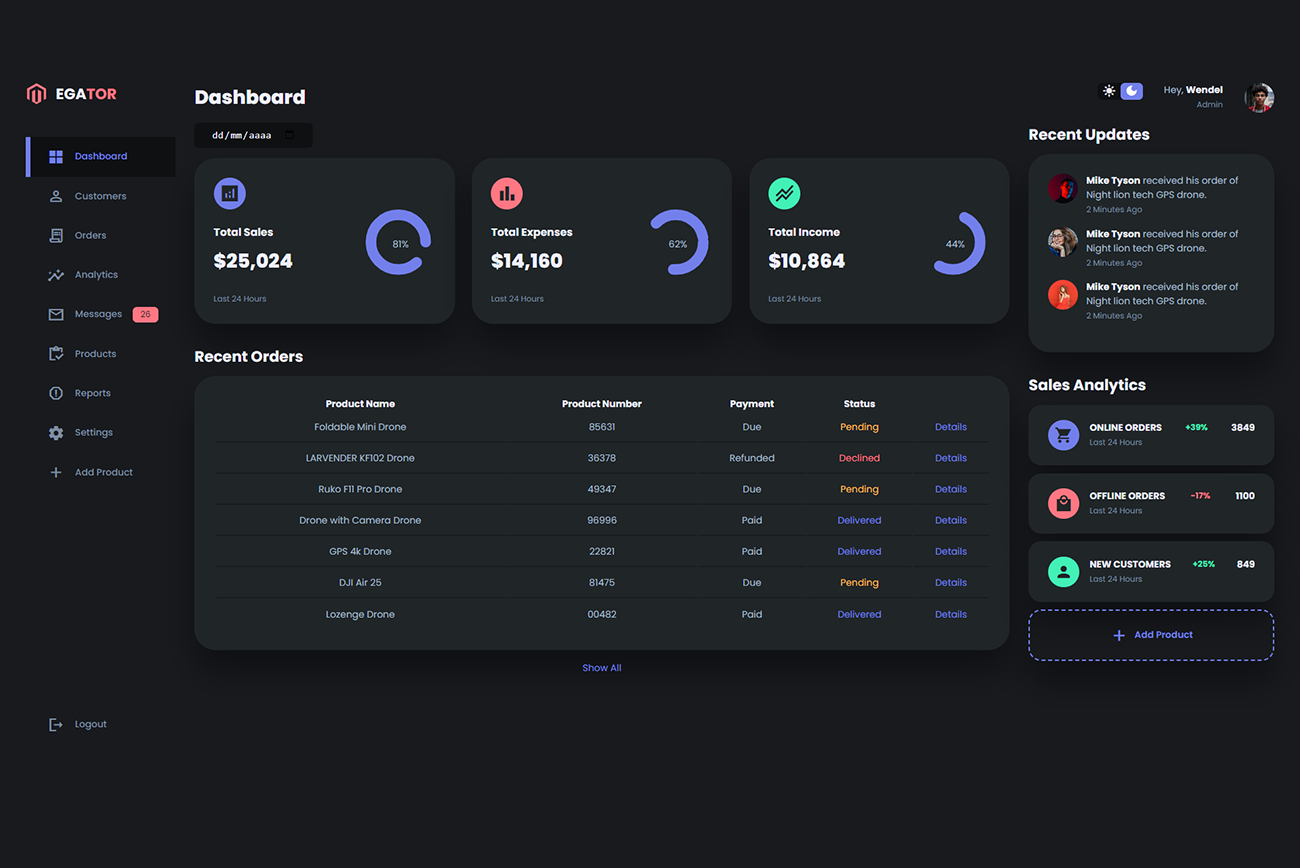 EGATOR
Dashboard
Customers
Orders
Analytics
Messages 26
Products
Reports
Settings
Add Product
Logout
Dashboard
dd/mm/aaaa
Total Sales
$25,024
81%
Last 24 Hours
Total Expenses
$14,160
62%
Last 24 Hours
Total Income
$10,864
44%
Last 24 Hours
Recent Orders
Product Name Product Number Payment Status
Foldable Mini Drone 85631 Due Pending Details
LARVENDER KF102 Drone 36378 Refunded Declined Details
Ruko F11 Pro Drone 49347 Due Pending Details
Drone with Camera Drone 96996 Paid Delivered Details
GPS 4k Drone 22821 Paid Delivered Details
DJI Air 25 81475 Due Pending Details
Lozenge Drone 00482 Paid Delivered Details
Show All
Hey, Wendel
Admin
Recent Updates
Mike Tyson received his order of
Night lion tech GPS drone.
2 Minutes Ago
Mike Tyson received his order of
Night lion tech GPS drone.
2 Minutes Ago
Mike Tyson received his order of
Night lion tech GPS drone.
2 Minutes Ago
Sales Analytics
ONLINE ORDERS +39% 3849
Last 24 Hours
OFFLINE ORDERS -17% 1100
Last 24 Hours
NEW CUSTOMERS +25% 849
Last 24 Hours
Add Product